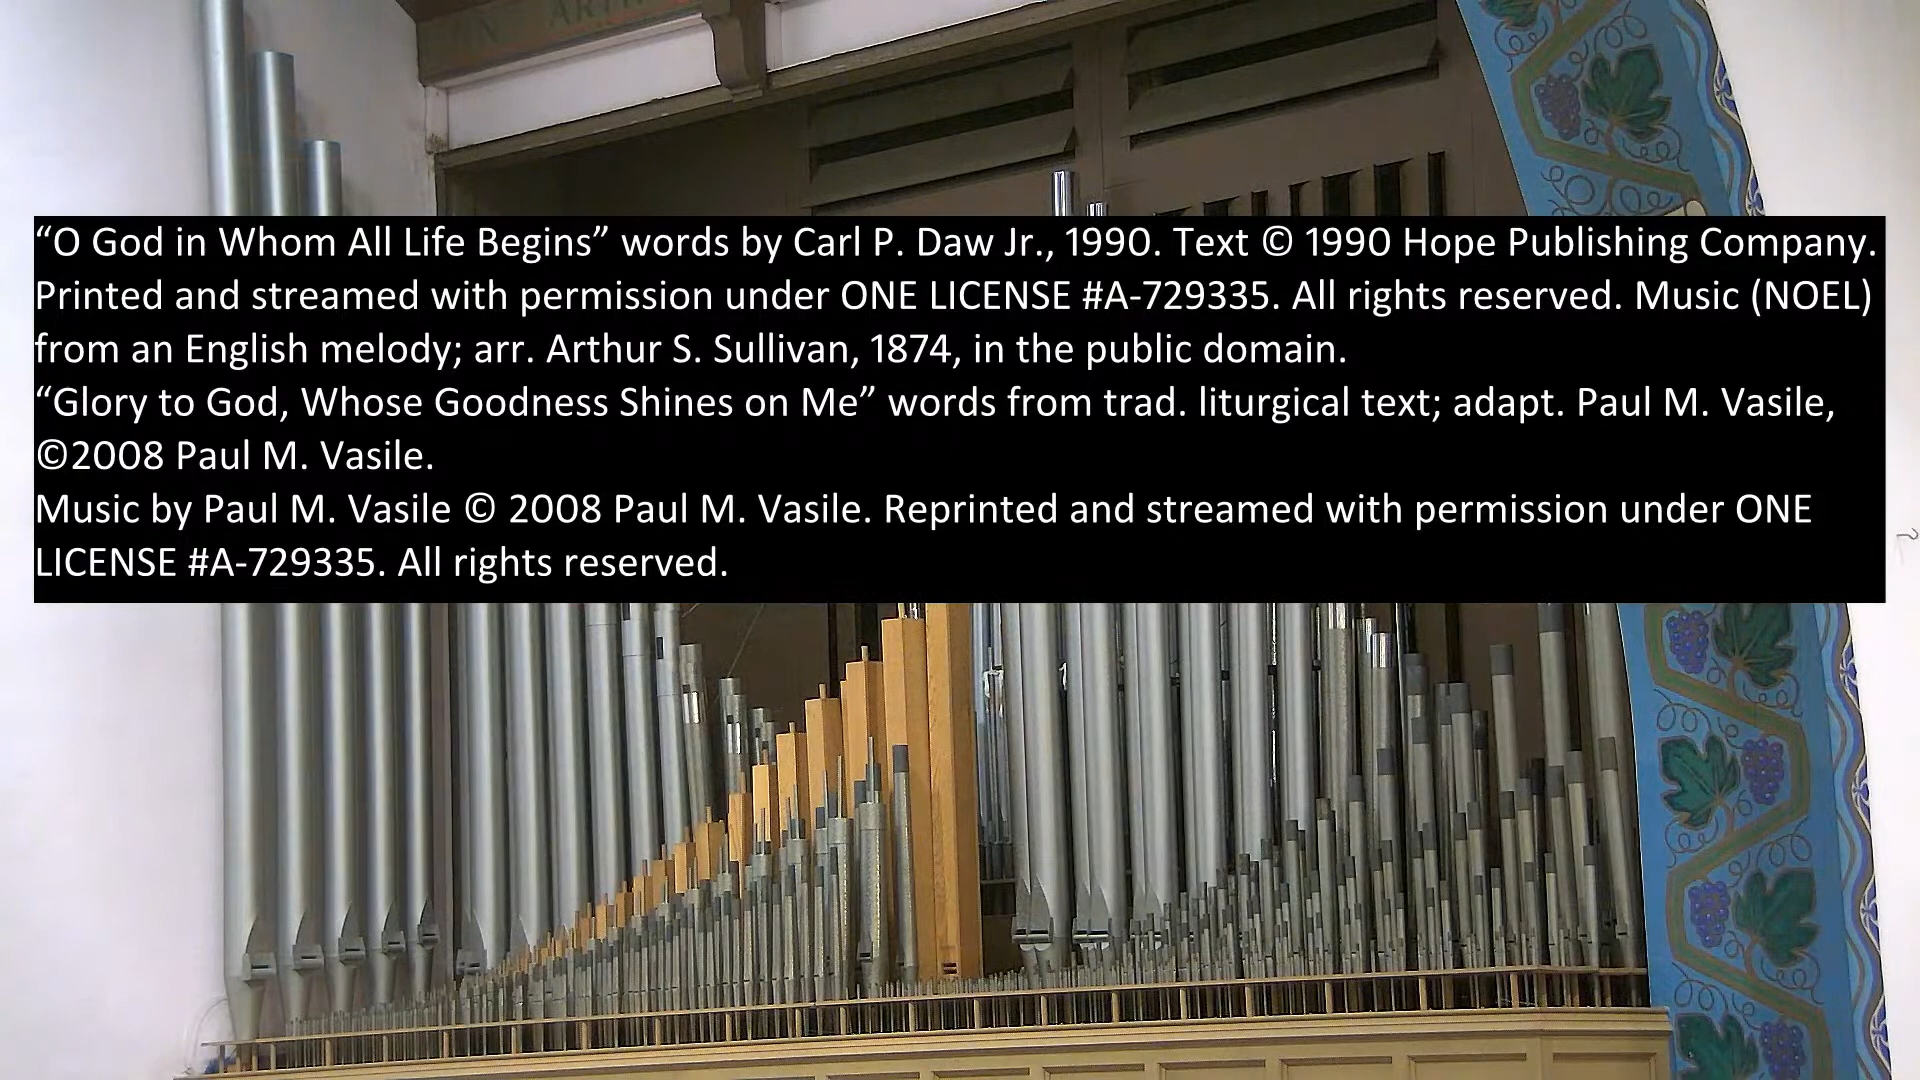 “O God in Whom All Life Begins” words by Carl P. Daw Jr., 1990. Text © 1990 Hope Publishing Company.
Printed and streamed with permission under ONE LICENSE #A-729335. All rights reserved. Music (NOEL)
from an English melody; arr. Arthur S. Sullivan, 1874, in the public domain.
“Glory to God, Whose Goodness Shines on Me” words from trad. liturgical text; adapt. Paul M. Vasile,
©2008 Paul M. Vasile.
Music by Paul M. Vasile © 2008 Paul M. Vasile. Reprinted and streamed with permission under ONE
LICENSE #A-729335. All rights reserved.